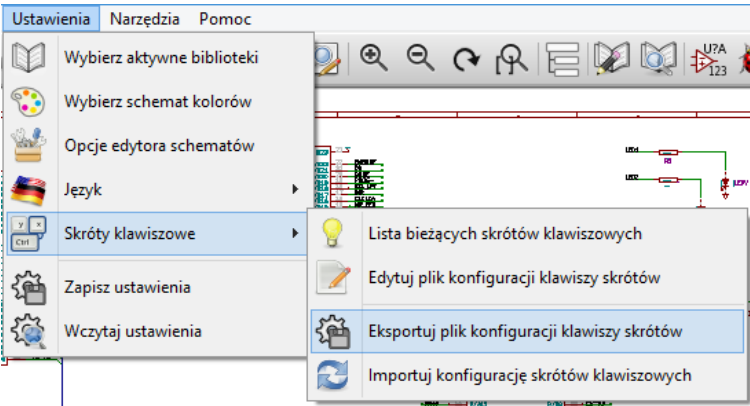 Ustawienia Narzędzia Pomoc
Wybierz aktywne biblioteki
U?A
123
Wybierz schemat kolorów
Opcje edytora schematów
Język
y x
Ctrl
Skróty klawiszowe
Lista bieżących skrótów klawiszowych
Edytuj plik konfiguracji klawiszy skrótów
Zapisz ustawienia
Eksportuj plik konfiguracji klawiszy skrótów
Wczytaj ustawienia
Importuj konfigurację skrótów klawiszowych